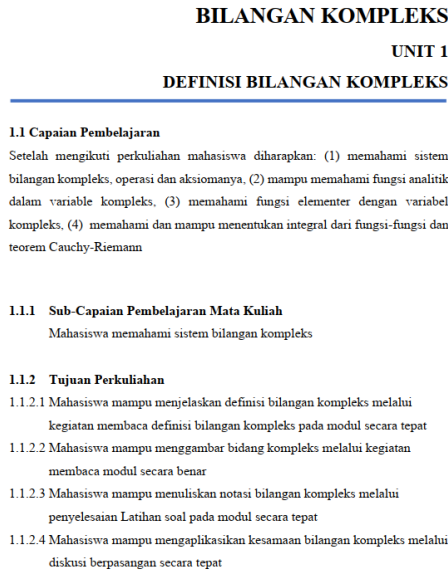 BILANGAN KOMPLEKS
UNIT 1
DEFINISI BILANGAN KOMPLEKS
1.1 Capaian Pembelajaran
Setelah mengikuti perkuliahan mahasiswa diharapkan: (1) memahami sistem
bilangan kompleks, operasi dan aksiomanya, (2) mampu memahami fungsi analitik
dalam variable kompleks, (3) memahami fungsi elementer dengan variabel
kompleks, (4) memahami dan mampu menentukan integral dari fungsi-fungsi dan
teorem Cauchy-Riemann
1.1.1 Sub-Capaian Pembelajaran Mata Kuliah
Mahasiswa memahami sistem bilangan kompleks
1.1.2 Tujuan Perkuliahan
1.1.2.1 Mahasiswa mampu menjelaskan definisi bilangan kompleks melalui
kegiatan membaca definisi bilangan kompleks pada modul secara tepat
1.1.2.2 Mahasiswa mampu menggambar bidang kompleks melalui kegiatan
membaca modul secara benar
1.1.2.3 Mahasiswa mampu menuliskan notasi bilangan kompleks melalui
penyelesaian Latihan soal pada modul secara tepat
1.1.2.4 Mahasiswa mampu mengaplikasikan kesamaan bilangan kompleks melalui
diskusi berpasangan secara tepat